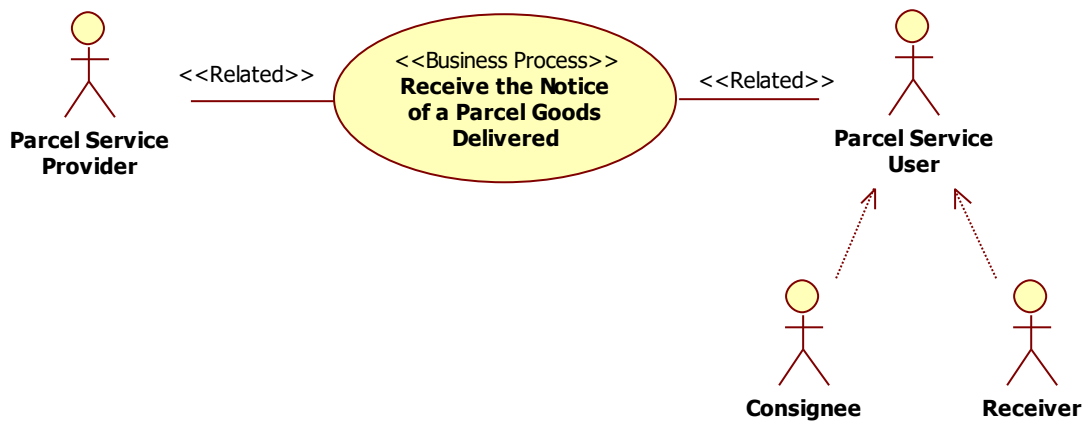 <<Related>>
<<Business Process>>
Receive the Notice
of a Parcel Goods
Delivered
<<Related>>
Parcel Service
Provider
Parcel Service
User
Consignee
Receiver